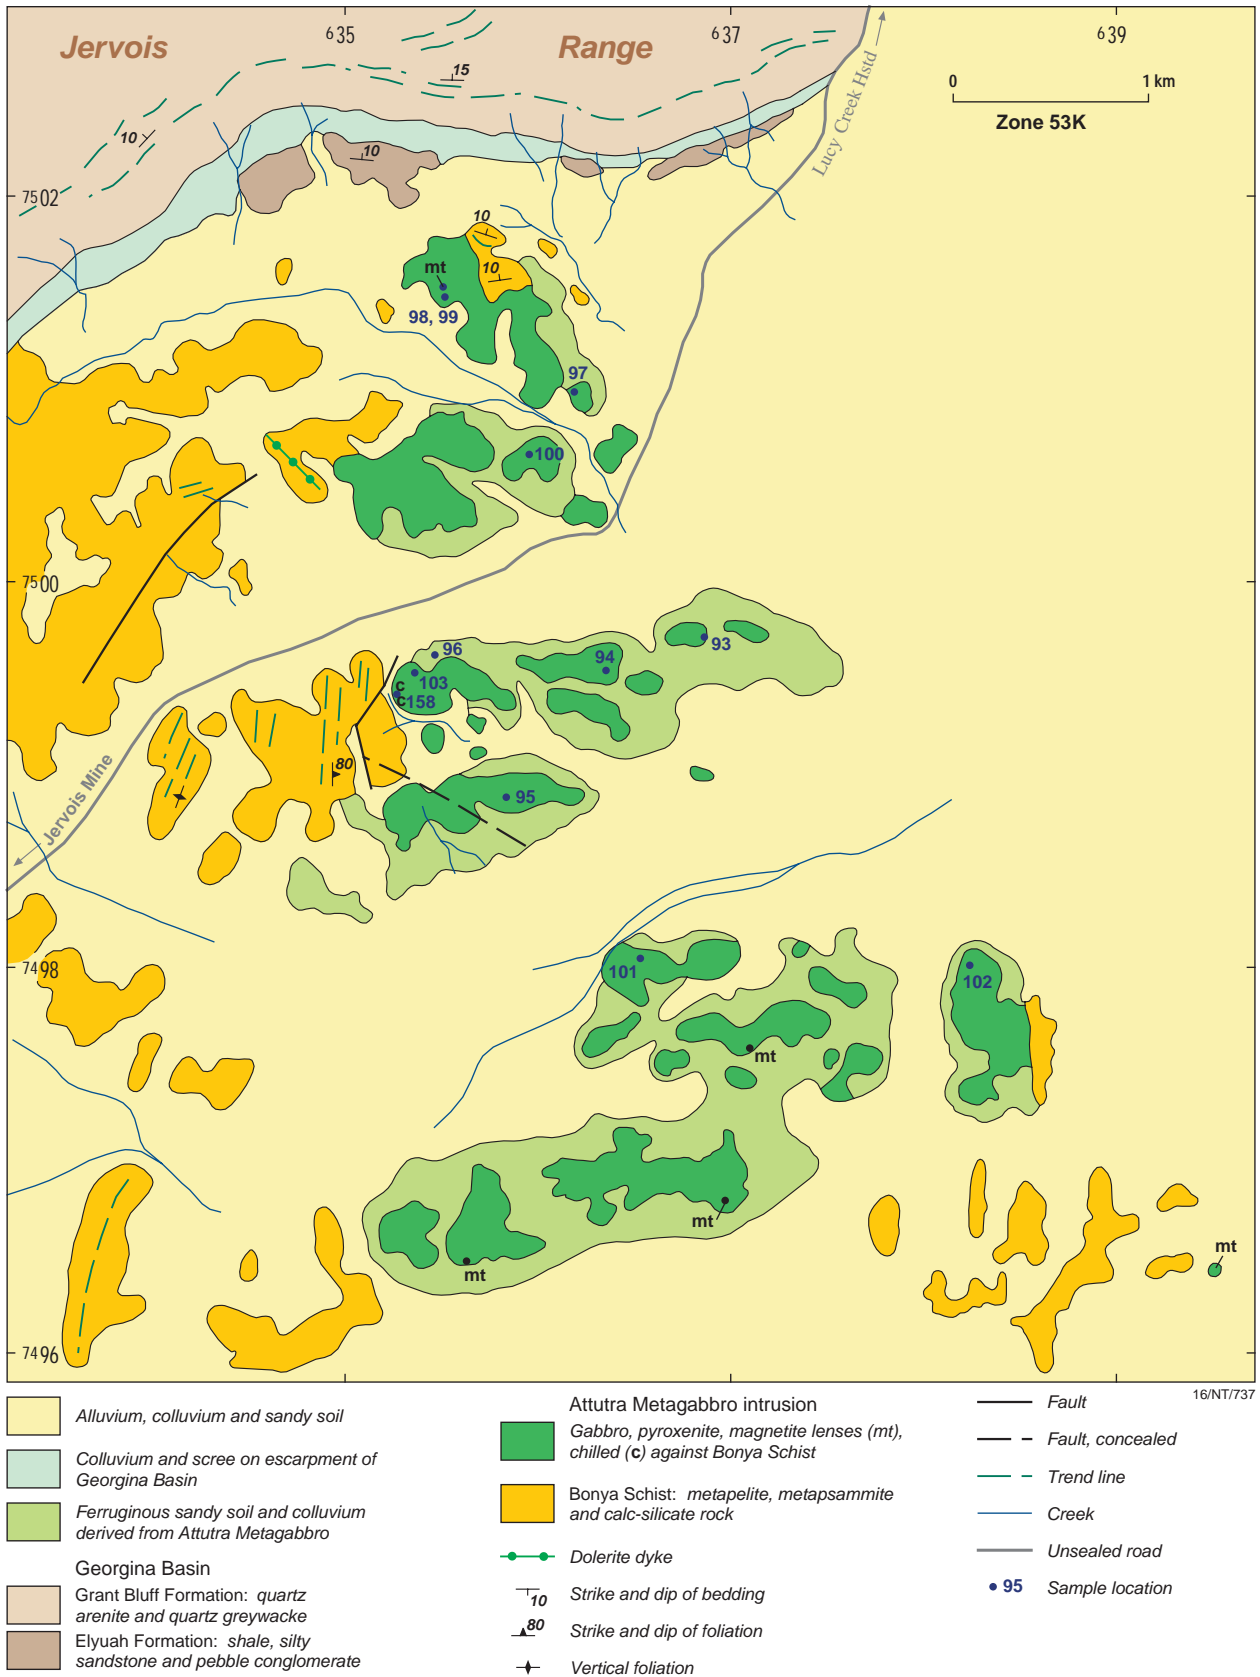 Jervois
Range
⁶35
⁶37
⁶39
15
10
10
0
1 km
Zone 53K
Lucy Creek Hstd
⁷⁵02
10
mt
10
98, 99
97
100
⁷⁵00
96
93
94
103
c
c
158
80
95
Jervois Mine
⁷⁴98
101
102
mt
mt
mt
mt
⁷⁴96
16/NT/737
Alluvium, colluvium and sandy soil
Colluvium and scree on escarpment of
Georgina Basin
Ferruginous sandy soil and colluvium
derived from Attutra Metagabbro
Georgina Basin
Grant Bluff Formation: quartz
arenite and quartz greywacke
Elyuah Formation: shale, silty
sandstone and pebble conglomerate
Attutra Metagabbro intrusion
Gabbro, pyroxenite, magnetite lenses (mt),
chilled (c) against Bonya Schist
Bonya Schist: metapelite, metapsammite
and calc-silicate rock
Dolerite dyke
10
Strike and dip of bedding
80
Strike and dip of foliation
Vertical foliation
Fault
Fault, concealed
Trend line
Creek
Unsealed road
95
Sample location